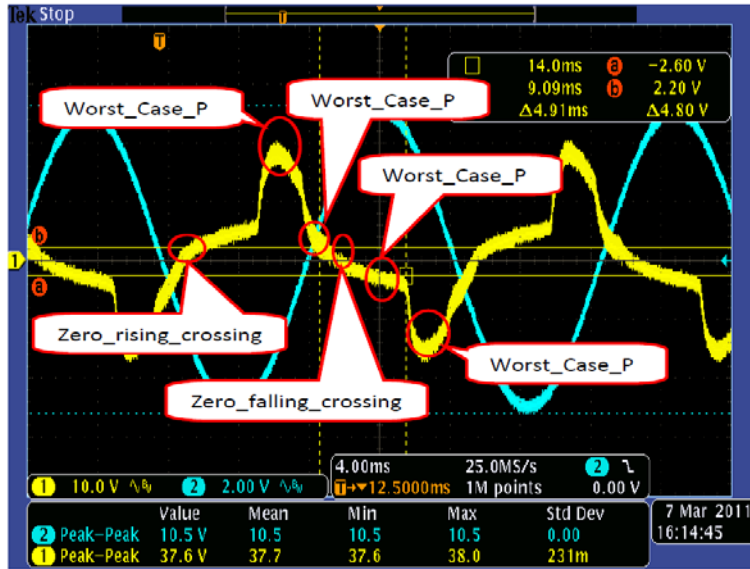 Tek Stop
T
T
14.0ms a −2.60 V
9.09ms b 2.20 V
Δ4.91ms Δ4.80 V
Worst_Case_P
Worst_Case_P
Worst_Case_P
b
1
a
Zero_rising_crossing
Worst_Case_P
Zero_falling_crossing
1 10.0 V 2 2.00 V
4.00ms 25.0MS/s 2
T→▼12.5000ms 1M points 0.00 V
Value Mean Min Max Std Dev
2 Peak–Peak 10.5 V 10.5 10.5 10.5 0.00
1 Peak–Peak 37.6 V 37.7 37.6 38.0 231m
7 Mar 2011
16:14:45